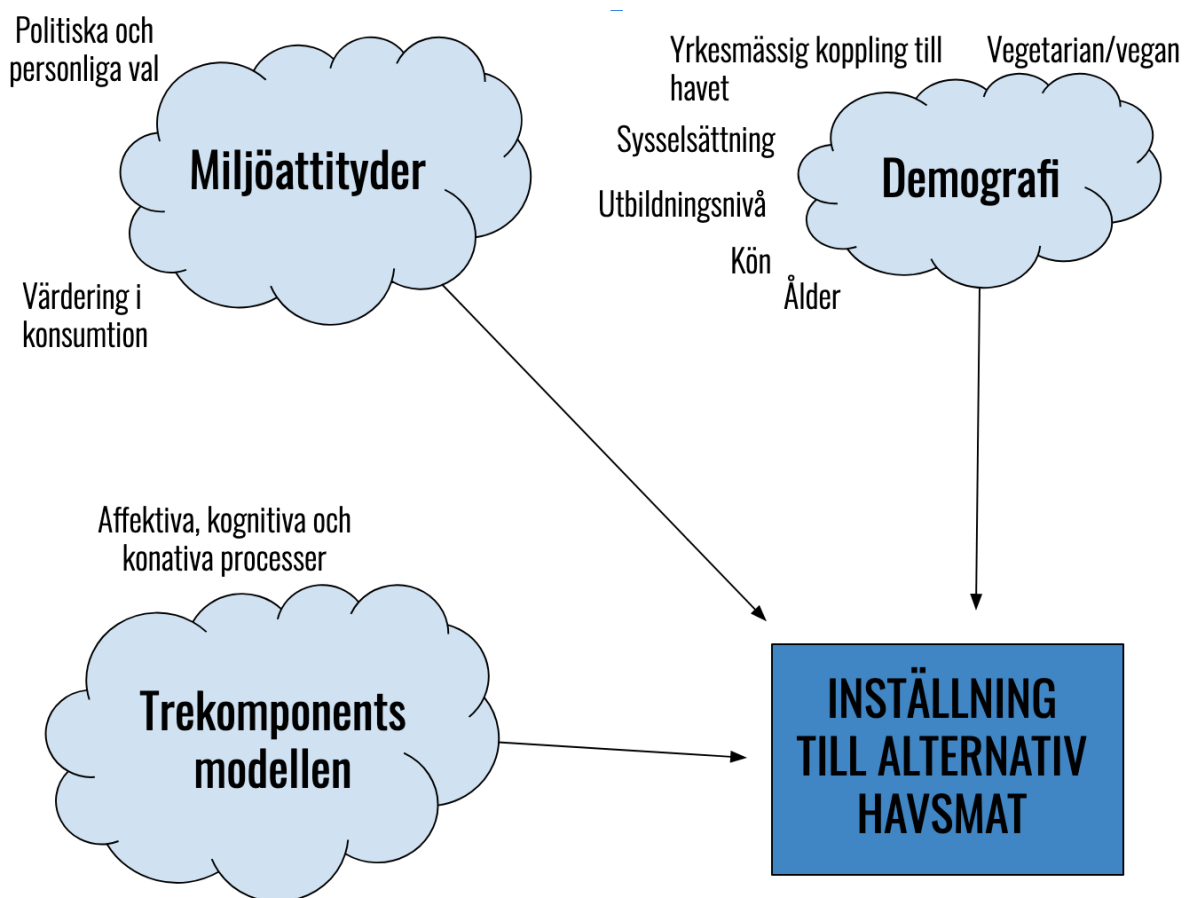 Politiska och
personliga val
Miljöattityder
Värdering i
konsumtion
Yrkesmässig koppling till
havet
Vegetarian/vegan
Sysselsättning
Demografi
Utbildningsnivå
Kön
Ålder
Affektiva, kognitiva och
konativa processer
Trekomponents
modellen
INSTÄLLNING
TILL ALTERNATIV
HAVSMAT